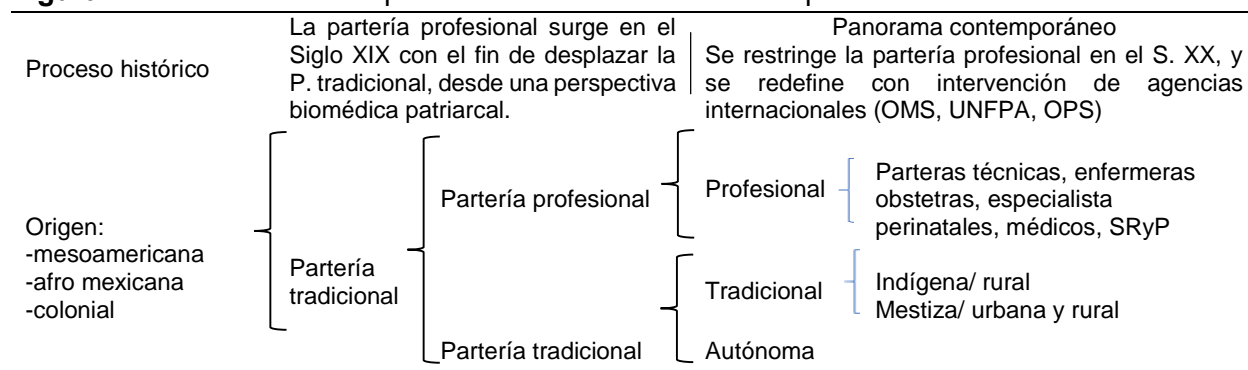 Proceso histórico
La partería profesional surge en el
Siglo XIX con el fin de desplazar la
P. tradicional, desde una perspectiva
biomédica patriarcal.
Panorama contemporáneo
Se restringe la partería profesional en el S. XX, y
se redefine con intervención de agencias
internacionales (OMS, UNFPA, OPS)
Origen:
-mesoamericana
-afro mexicana
-colonial
Partería
tradicional
Partería profesional
Partería tradicional
Profesional
Tradicional
Autónoma
Parteras técnicas, enfermeras
obstetras, especialista
perinatales, médicos, SRyP
Indígena/ rural
Mestiza/ urbana y rural